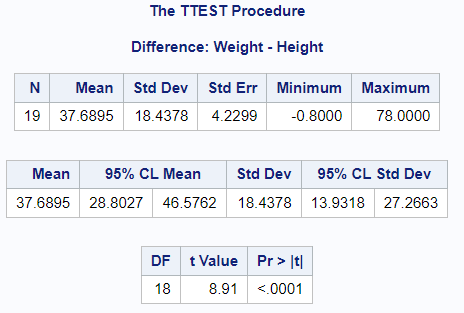 The TTEST Procedure
Difference: Weight - Height
N Mean Std Dev Std Err Minimum Maximum
19 37.6895 18.4378 4.2299 -0.8000 78.0000
Mean 95% CL Mean Std Dev 95% CL Std Dev
37.6895 28.8027 46.5762 18.4378 13.9318 27.2663
DF t Value Pr > |t|
18 8.91 <.0001